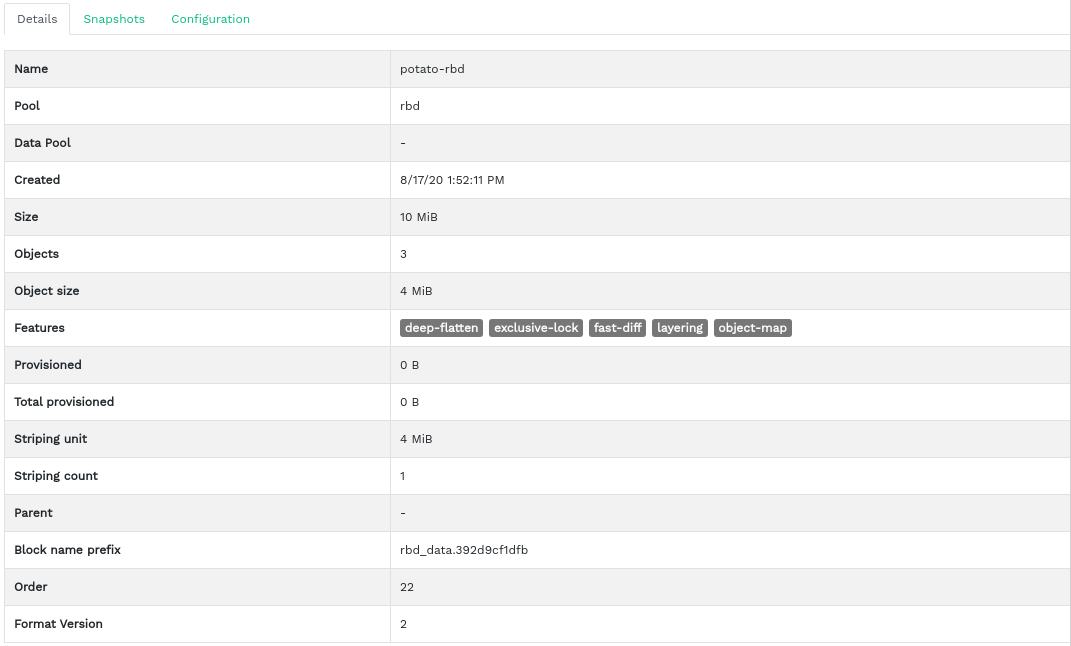 Details Snapshots Configuration
Name potato-rbd
Pool rbd
Data Pool -
Created 8/17/20 1:52:11 PM
Size 10 MiB
Objects 3
Object size 4 MiB
Features deep-flatten exclusive-lock fast-diff layering object-map
Provisioned 0 B
Total provisioned 0 B
Striping unit 4 MiB
Striping count 1
Parent -
Block name prefix rbd_data.392d9cf1dfb
Order 22
Format Version 2